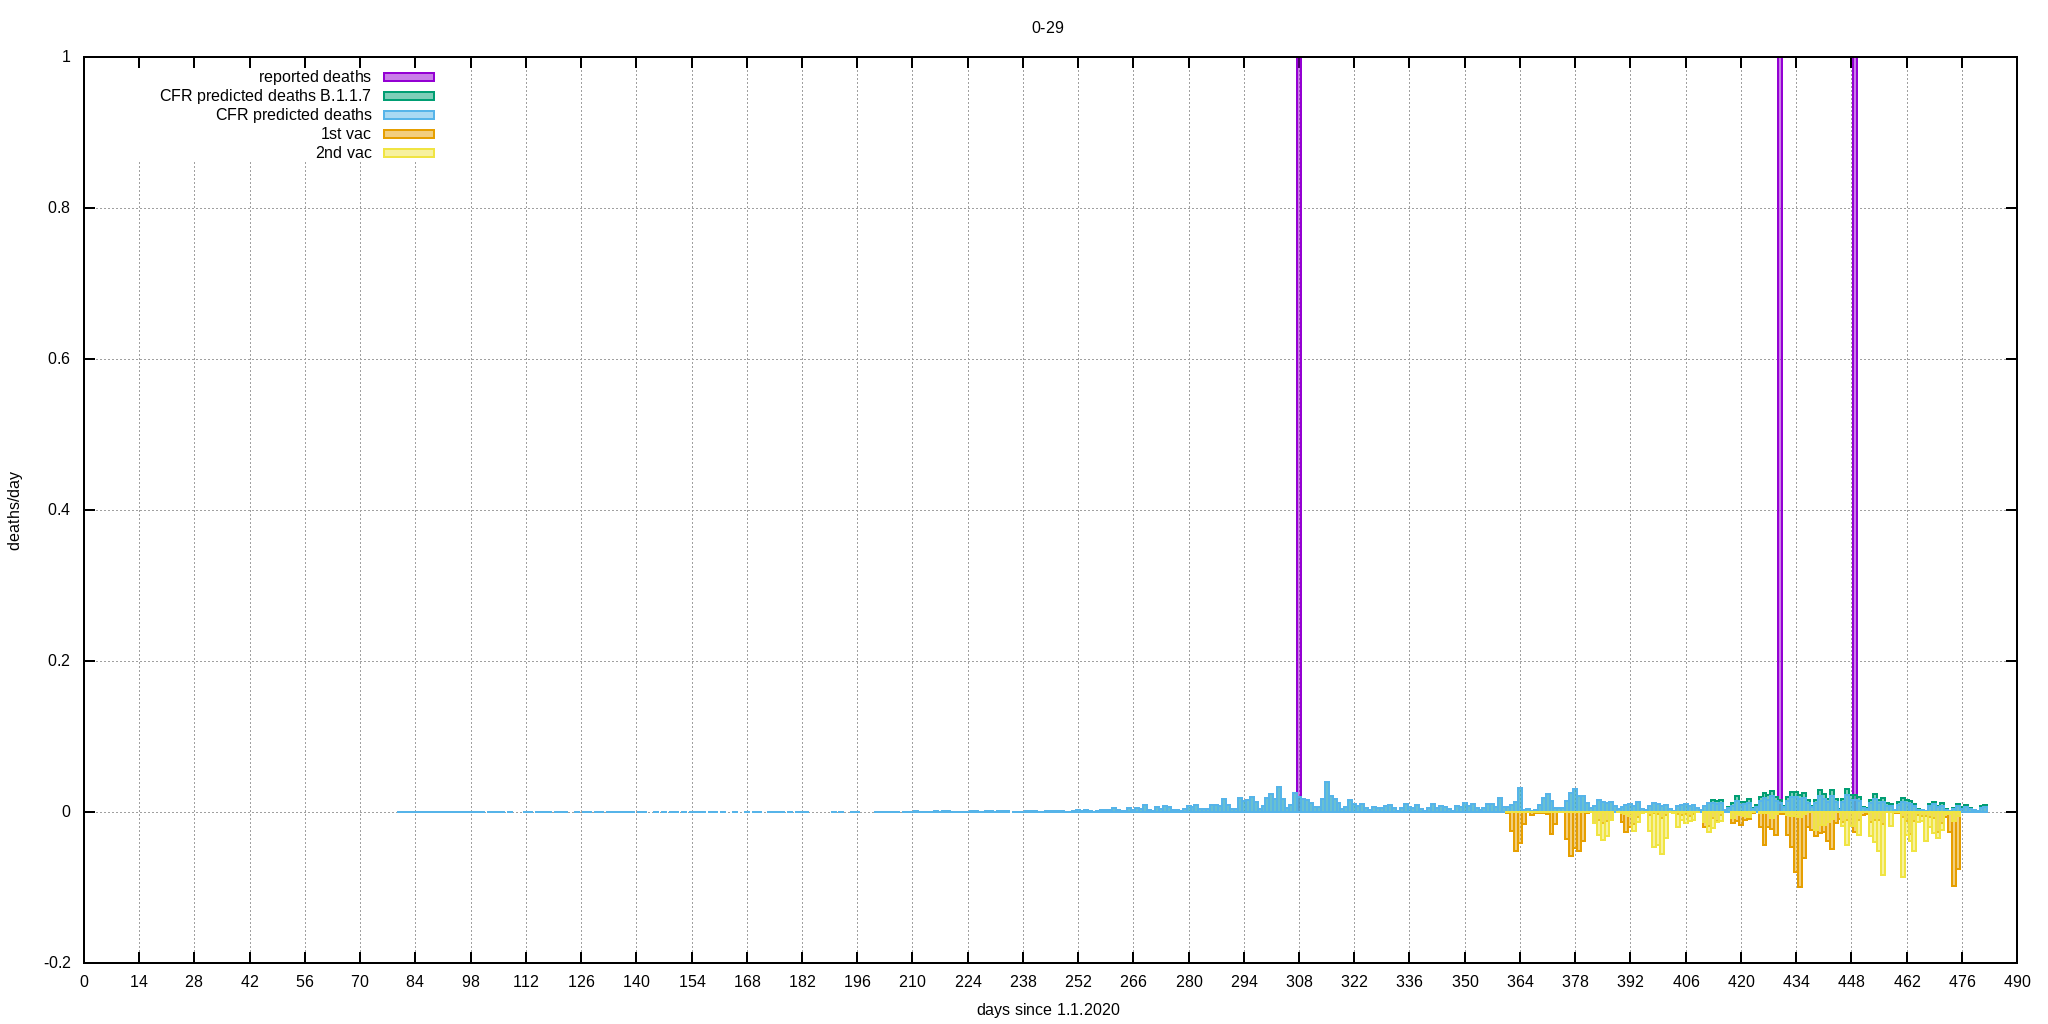 0-29
1
0.8
0.6
0.4
0.2
0
-0.2
deaths/day
reported deaths
CFR predicted deaths B.1.1.7
CFR predicted deaths
1st vac
2nd vac
0 14 28 42 56 70 84 98 112 126 140 154 168 182 196 210 224 238 252 266 280 294 308 322 336 350 364 378 392 406 420 434 448 462 476 490
days since 1.1.2020